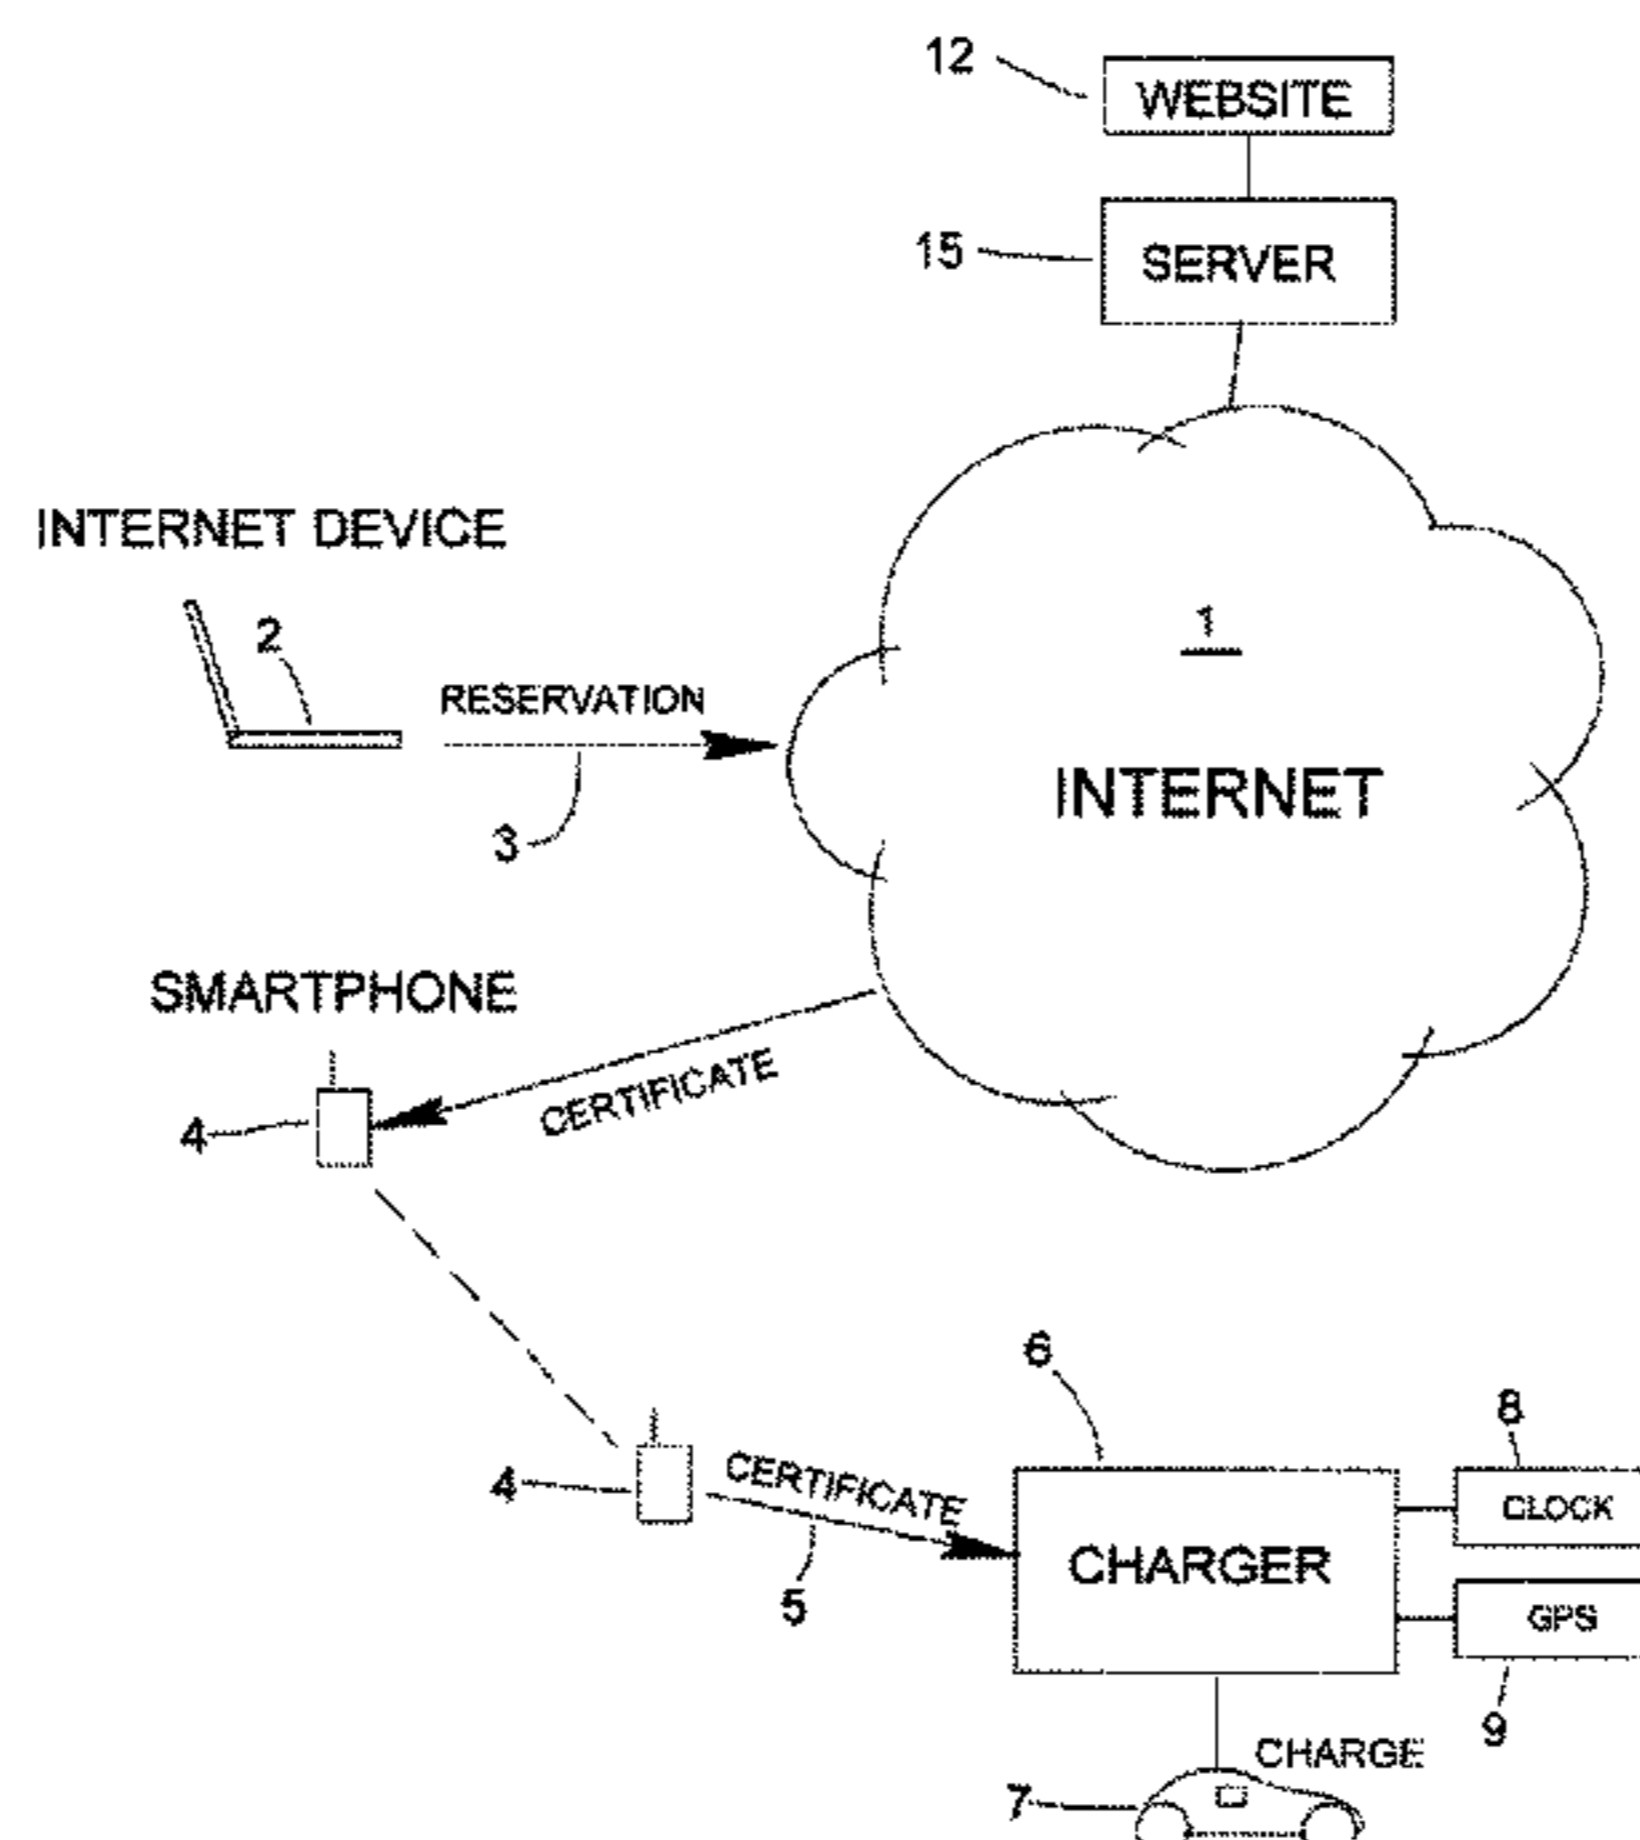 12
WEBSITE
15
SERVER
INTERNET DEVICE
2
RESERVATION
3
1
INTERNET
SMARTPHONE
4
CERTIFICATE
4
CERTIFICATE
5
6
CHARGER
8
CLOCK
GPS
9
CHARGE
7